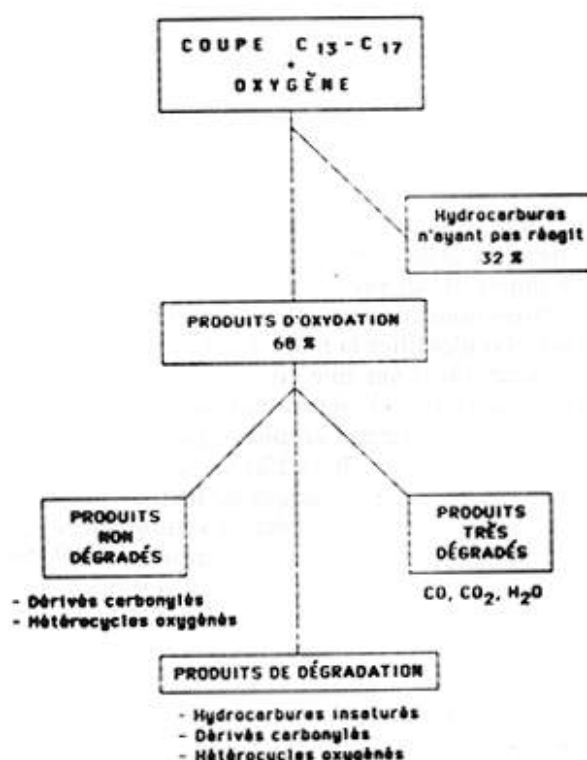 COUPE C13-C17
+
OXYGÈNE
Hydrocarbures
n'ayant pas réagit
32 %
PRODUITS D'OXYDATION
68 %
PRODUITS
NON
DÉGRADÉS
- Dérivés carbonylés
- Hétérocycles oxygénés
PRODUITS
TRÈS
DÉGRADÉS
CO, CO2, H2O
PRODUITS DE DÉGRADATION
- Hydrocarbures insaturés
- Dérivés carbonylés
- Hétérocycles oxygénés